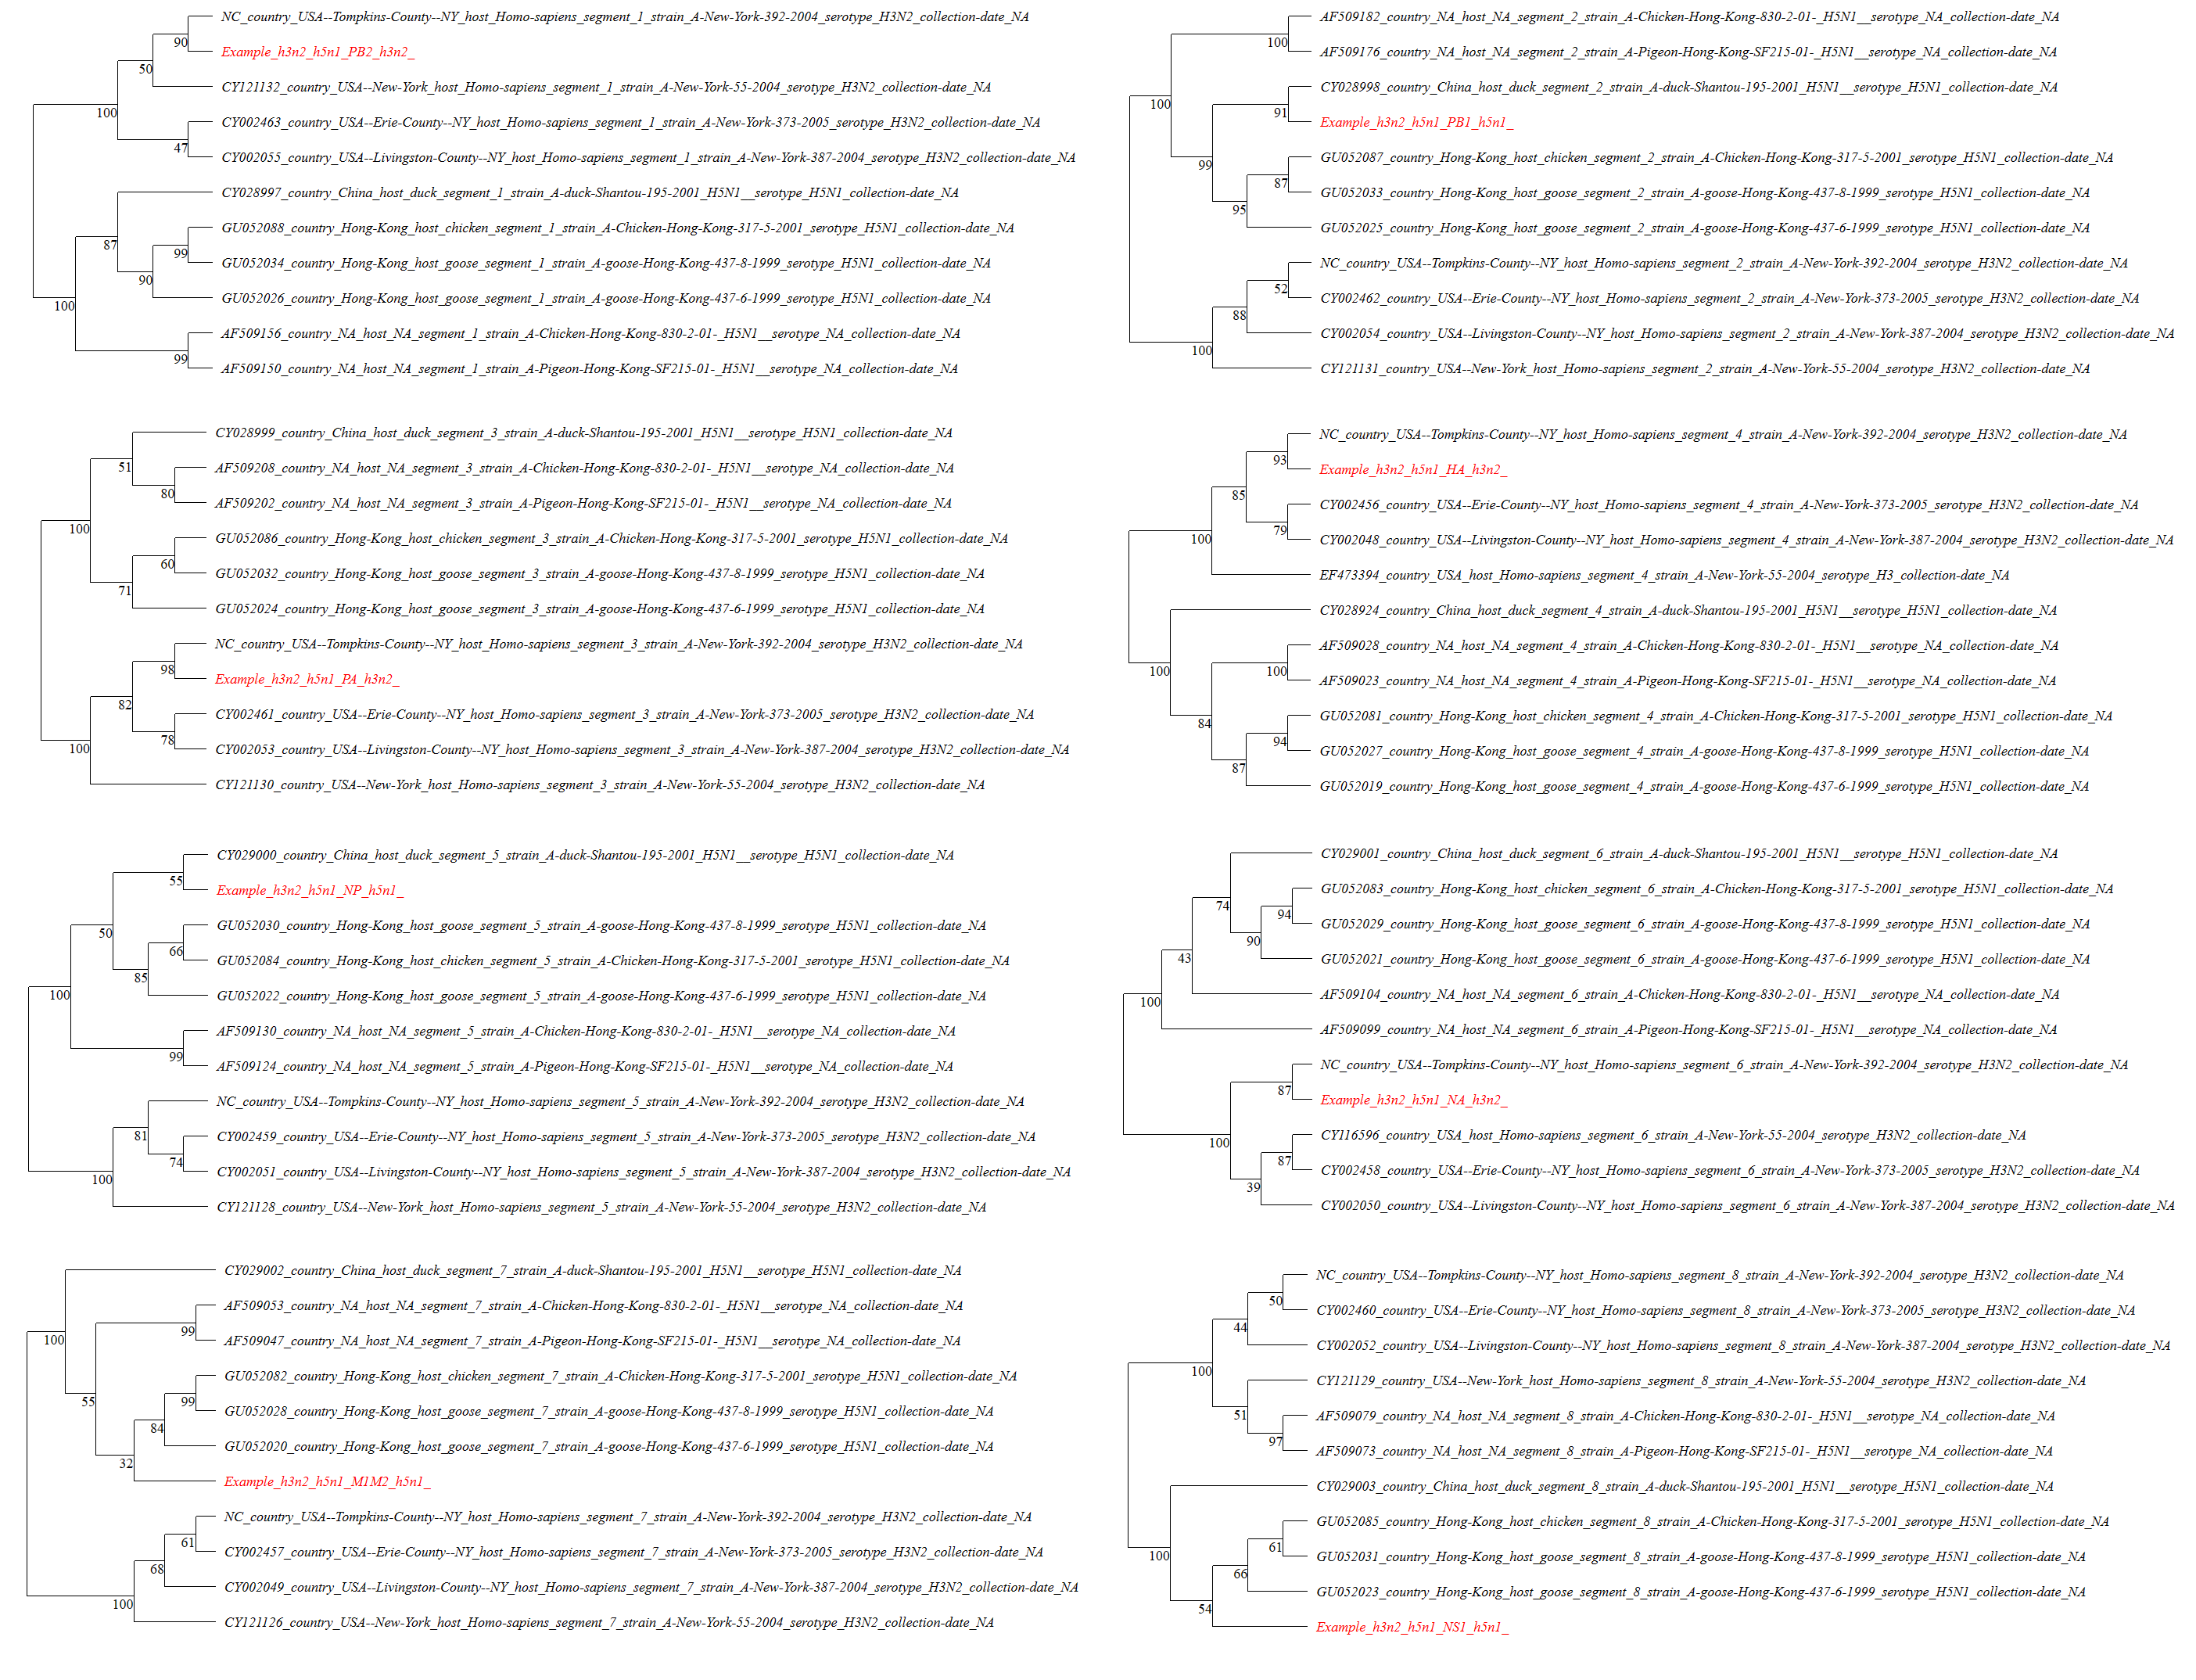 NC_country_USA--Tompkins-County--NY_host_Homo-sapiens_segment_1_strain_A-New-York-392-2004_serotype_H3N2_collection-date_NA
90
Example_h3n2_h5n1_PB2_h3n2_
50
CY121132_country_USA--New-York_host_Homo-sapiens_segment_1_strain_A-New-York-55-2004_serotype_H3N2_collection-date_NA
100
CY002463_country_USA--Erie-County--NY_host_Homo-sapiens_segment_1_strain_A-New-York-373-2005_serotype_H3N2_collection-date_NA
47
CY002055_country_USA--Livingston-County--NY_host_Homo-sapiens_segment_1_strain_A-New-York-387-2004_serotype_H3N2_collection-date_NA
CY028997_country_China_host_duck_segment_1_strain_A-duck-Shantou-195-2001_H5N1__serotype_H5N1_collection-date_NA
87
GU052088_country_Hong-Kong_host_chicken_segment_1_strain_A-Chicken-Hong-Kong-317-5-2001_serotype_H5N1_collection-date_NA
99
GU052034_country_Hong-Kong_host_goose_segment_1_strain_A-goose-Hong-Kong-437-8-1999_serotype_H5N1_collection-date_NA
90
GU052026_country_Hong-Kong_host_goose_segment_1_strain_A-goose-Hong-Kong-437-6-1999_serotype_H5N1_collection-date_NA
100
AF509156_country_NA_host_NA_segment_1_strain_A-Chicken-Hong-Kong-830-2-01-_H5N1__serotype_NA_collection-date_NA
99
AF509150_country_NA_host_NA_segment_1_strain_A-Pigeon-Hong-Kong-SF215-01-_H5N1__serotype_NA_collection-date_NA
AF509182_country_NA_host_NA_segment_2_strain_A-Chicken-Hong-Kong-830-2-01-_H5N1__serotype_NA_collection-date_NA
100
AF509176_country_NA_host_NA_segment_2_strain_A-Pigeon-Hong-Kong-SF215-01-_H5N1__serotype_NA_collection-date_NA
CY028998_country_China_host_duck_segment_2_strain_A-duck-Shantou-195-2001_H5N1__serotype_H5N1_collection-date_NA
100
91
Example_h3n2_h5n1_PB1_h5n1_
GU052087_country_Hong-Kong_host_chicken_segment_2_strain_A-Chicken-Hong-Kong-317-5-2001_serotype_H5N1_collection-date_NA
99
87
GU052033_country_Hong-Kong_host_goose_segment_2_strain_A-goose-Hong-Kong-437-8-1999_serotype_H5N1_collection-date_NA
95
GU052025_country_Hong-Kong_host_goose_segment_2_strain_A-goose-Hong-Kong-437-6-1999_serotype_H5N1_collection-date_NA
NC_country_USA--Tompkins-County--NY_host_Homo-sapiens_segment_2_strain_A-New-York-392-2004_serotype_H3N2_collection-date_NA
52
CY002462_country_USA--Erie-County--NY_host_Homo-sapiens_segment_2_strain_A-New-York-373-2005_serotype_H3N2_collection-date_NA
88
CY002054_country_USA--Livingston-County--NY_host_Homo-sapiens_segment_2_strain_A-New-York-387-2004_serotype_H3N2_collection-date_NA
100
CY121131_country_USA--New-York_host_Homo-sapiens_segment_2_strain_A-New-York-55-2004_serotype_H3N2_collection-date_NA
CY028999_country_China_host_duck_segment_3_strain_A-duck-Shantou-195-2001_H5N1__serotype_H5N1_collection-date_NA
51
AF509208_country_NA_host_NA_segment_3_strain_A-Chicken-Hong-Kong-830-2-01-_H5N1__serotype_NA_collection-date_NA
80
AF509202_country_NA_host_NA_segment_3_strain_A-Pigeon-Hong-Kong-SF215-01-_H5N1__serotype_NA_collection-date_NA
100
GU052086_country_Hong-Kong_host_chicken_segment_3_strain_A-Chicken-Hong-Kong-317-5-2001_serotype_H5N1_collection-date_NA
60
GU052032_country_Hong-Kong_host_goose_segment_3_strain_A-goose-Hong-Kong-437-8-1999_serotype_H5N1_collection-date_NA
71
GU052024_country_Hong-Kong_host_goose_segment_3_strain_A-goose-Hong-Kong-437-6-1999_serotype_H5N1_collection-date_NA
NC_country_USA--Tompkins-County--NY_host_Homo-sapiens_segment_3_strain_A-New-York-392-2004_serotype_H3N2_collection-date_NA
98
Example_h3n2_h5n1_PA_h3n2_
82
CY002461_country_USA--Erie-County--NY_host_Homo-sapiens_segment_3_strain_A-New-York-373-2005_serotype_H3N2_collection-date_NA
78
100
CY002053_country_USA--Livingston-County--NY_host_Homo-sapiens_segment_3_strain_A-New-York-387-2004_serotype_H3N2_collection-date_NA
CY121130_country_USA--New-York_host_Homo-sapiens_segment_3_strain_A-New-York-55-2004_serotype_H3N2_collection-date_NA
NC_country_USA--Tompkins-County--NY_host_Homo-sapiens_segment_4_strain_A-New-York-392-2004_serotype_H3N2_collection-date_NA
93
Example_h3n2_h5n1_HA_h3n2_
85
CY002456_country_USA--Erie-County--NY_host_Homo-sapiens_segment_4_strain_A-New-York-373-2005_serotype_H3N2_collection-date_NA
79
100
CY002048_country_USA--Livingston-County--NY_host_Homo-sapiens_segment_4_strain_A-New-York-387-2004_serotype_H3N2_collection-date_NA
EF473394_country_USA_host_Homo-sapiens_segment_4_strain_A-New-York-55-2004_serotype_H3_collection-date_NA
CY028924_country_China_host_duck_segment_4_strain_A-duck-Shantou-195-2001_H5N1__serotype_H5N1_collection-date_NA
AF509028_country_NA_host_NA_segment_4_strain_A-Chicken-Hong-Kong-830-2-01-_H5N1__serotype_NA_collection-date_NA
100
100
AF509023_country_NA_host_NA_segment_4_strain_A-Pigeon-Hong-Kong-SF215-01-_H5N1__serotype_NA_collection-date_NA
GU052081_country_Hong-Kong_host_chicken_segment_4_strain_A-Chicken-Hong-Kong-317-5-2001_serotype_H5N1_collection-date_NA
84
94
GU052027_country_Hong-Kong_host_goose_segment_4_strain_A-goose-Hong-Kong-437-8-1999_serotype_H5N1_collection-date_NA
87
GU052019_country_Hong-Kong_host_goose_segment_4_strain_A-goose-Hong-Kong-437-6-1999_serotype_H5N1_collection-date_NA
CY029000_country_China_host_duck_segment_5_strain_A-duck-Shantou-195-2001_H5N1__serotype_H5N1_collection-date_NA
55
Example_h3n2_h5n1_NP_h5n1_
GU052030_country_Hong-Kong_host_goose_segment_5_strain_A-goose-Hong-Kong-437-8-1999_serotype_H5N1_collection-date_NA
50
66
GU052084_country_Hong-Kong_host_chicken_segment_5_strain_A-Chicken-Hong-Kong-317-5-2001_serotype_H5N1_collection-date_NA
85
100
GU052022_country_Hong-Kong_host_goose_segment_5_strain_A-goose-Hong-Kong-437-6-1999_serotype_H5N1_collection-date_NA
AF509130_country_NA_host_NA_segment_5_strain_A-Chicken-Hong-Kong-830-2-01-_H5N1__serotype_NA_collection-date_NA
99
AF509124_country_NA_host_NA_segment_5_strain_A-Pigeon-Hong-Kong-SF215-01-_H5N1__serotype_NA_collection-date_NA
NC_country_USA--Tompkins-County--NY_host_Homo-sapiens_segment_5_strain_A-New-York-392-2004_serotype_H3N2_collection-date_NA
81
CY002459_country_USA--Erie-County--NY_host_Homo-sapiens_segment_5_strain_A-New-York-373-2005_serotype_H3N2_collection-date_NA
74
CY002051_country_USA--Livingston-County--NY_host_Homo-sapiens_segment_5_strain_A-New-York-387-2004_serotype_H3N2_collection-date_NA
100
CY121128_country_USA--New-York_host_Homo-sapiens_segment_5_strain_A-New-York-55-2004_serotype_H3N2_collection-date_NA
CY029001_country_China_host_duck_segment_6_strain_A-duck-Shantou-195-2001_H5N1__serotype_H5N1_collection-date_NA
GU052083_country_Hong-Kong_host_chicken_segment_6_strain_A-Chicken-Hong-Kong-317-5-2001_serotype_H5N1_collection-date_NA
74
94
GU052029_country_Hong-Kong_host_goose_segment_6_strain_A-goose-Hong-Kong-437-8-1999_serotype_H5N1_collection-date_NA
90
43
GU052021_country_Hong-Kong_host_goose_segment_6_strain_A-goose-Hong-Kong-437-6-1999_serotype_H5N1_collection-date_NA
AF509104_country_NA_host_NA_segment_6_strain_A-Chicken-Hong-Kong-830-2-01-_H5N1__serotype_NA_collection-date_NA
100
AF509099_country_NA_host_NA_segment_6_strain_A-Pigeon-Hong-Kong-SF215-01-_H5N1__serotype_NA_collection-date_NA
NC_country_USA--Tompkins-County--NY_host_Homo-sapiens_segment_6_strain_A-New-York-392-2004_serotype_H3N2_collection-date_NA
87
Example_h3n2_h5n1_NA_h3n2_
CY116596_country_USA_host_Homo-sapiens_segment_6_strain_A-New-York-55-2004_serotype_H3N2_collection-date_NA
100
87
CY002458_country_USA--Erie-County--NY_host_Homo-sapiens_segment_6_strain_A-New-York-373-2005_serotype_H3N2_collection-date_NA
39
CY002050_country_USA--Livingston-County--NY_host_Homo-sapiens_segment_6_strain_A-New-York-387-2004_serotype_H3N2_collection-date_NA
CY029002_country_China_host_duck_segment_7_strain_A-duck-Shantou-195-2001_H5N1__serotype_H5N1_collection-date_NA
AF509053_country_NA_host_NA_segment_7_strain_A-Chicken-Hong-Kong-830-2-01-_H5N1__serotype_NA_collection-date_NA
99
100
AF509047_country_NA_host_NA_segment_7_strain_A-Pigeon-Hong-Kong-SF215-01-_H5N1__serotype_NA_collection-date_NA
GU052082_country_Hong-Kong_host_chicken_segment_7_strain_A-Chicken-Hong-Kong-317-5-2001_serotype_H5N1_collection-date_NA
55
99
GU052028_country_Hong-Kong_host_goose_segment_7_strain_A-goose-Hong-Kong-437-8-1999_serotype_H5N1_collection-date_NA
84
GU052020_country_Hong-Kong_host_goose_segment_7_strain_A-goose-Hong-Kong-437-6-1999_serotype_H5N1_collection-date_NA
32
Example_h3n2_h5n1_M1M2_h5n1_
NC_country_USA--Tompkins-County--NY_host_Homo-sapiens_segment_7_strain_A-New-York-392-2004_serotype_H3N2_collection-date_NA
61
CY002457_country_USA--Erie-County--NY_host_Homo-sapiens_segment_7_strain_A-New-York-373-2005_serotype_H3N2_collection-date_NA
68
CY002049_country_USA--Livingston-County--NY_host_Homo-sapiens_segment_7_strain_A-New-York-387-2004_serotype_H3N2_collection-date_NA
100
CY121126_country_USA--New-York_host_Homo-sapiens_segment_7_strain_A-New-York-55-2004_serotype_H3N2_collection-date_NA
NC_country_USA--Tompkins-County--NY_host_Homo-sapiens_segment_8_strain_A-New-York-392-2004_serotype_H3N2_collection-date_NA
50
CY002460_country_USA--Erie-County--NY_host_Homo-sapiens_segment_8_strain_A-New-York-373-2005_serotype_H3N2_collection-date_NA
44
CY002052_country_USA--Livingston-County--NY_host_Homo-sapiens_segment_8_strain_A-New-York-387-2004_serotype_H3N2_collection-date_NA
100
CY121129_country_USA--New-York_host_Homo-sapiens_segment_8_strain_A-New-York-55-2004_serotype_H3N2_collection-date_NA
51
AF509079_country_NA_host_NA_segment_8_strain_A-Chicken-Hong-Kong-830-2-01-_H5N1__serotype_NA_collection-date_NA
97
AF509073_country_NA_host_NA_segment_8_strain_A-Pigeon-Hong-Kong-SF215-01-_H5N1__serotype_NA_collection-date_NA
CY029003_country_China_host_duck_segment_8_strain_A-duck-Shantou-195-2001_H5N1__serotype_H5N1_collection-date_NA
GU052085_country_Hong-Kong_host_chicken_segment_8_strain_A-Chicken-Hong-Kong-317-5-2001_serotype_H5N1_collection-date_NA
61
100
GU052031_country_Hong-Kong_host_goose_segment_8_strain_A-goose-Hong-Kong-437-8-1999_serotype_H5N1_collection-date_NA
66
GU052023_country_Hong-Kong_host_goose_segment_8_strain_A-goose-Hong-Kong-437-6-1999_serotype_H5N1_collection-date_NA
54
Example_h3n2_h5n1_NS1_h5n1_